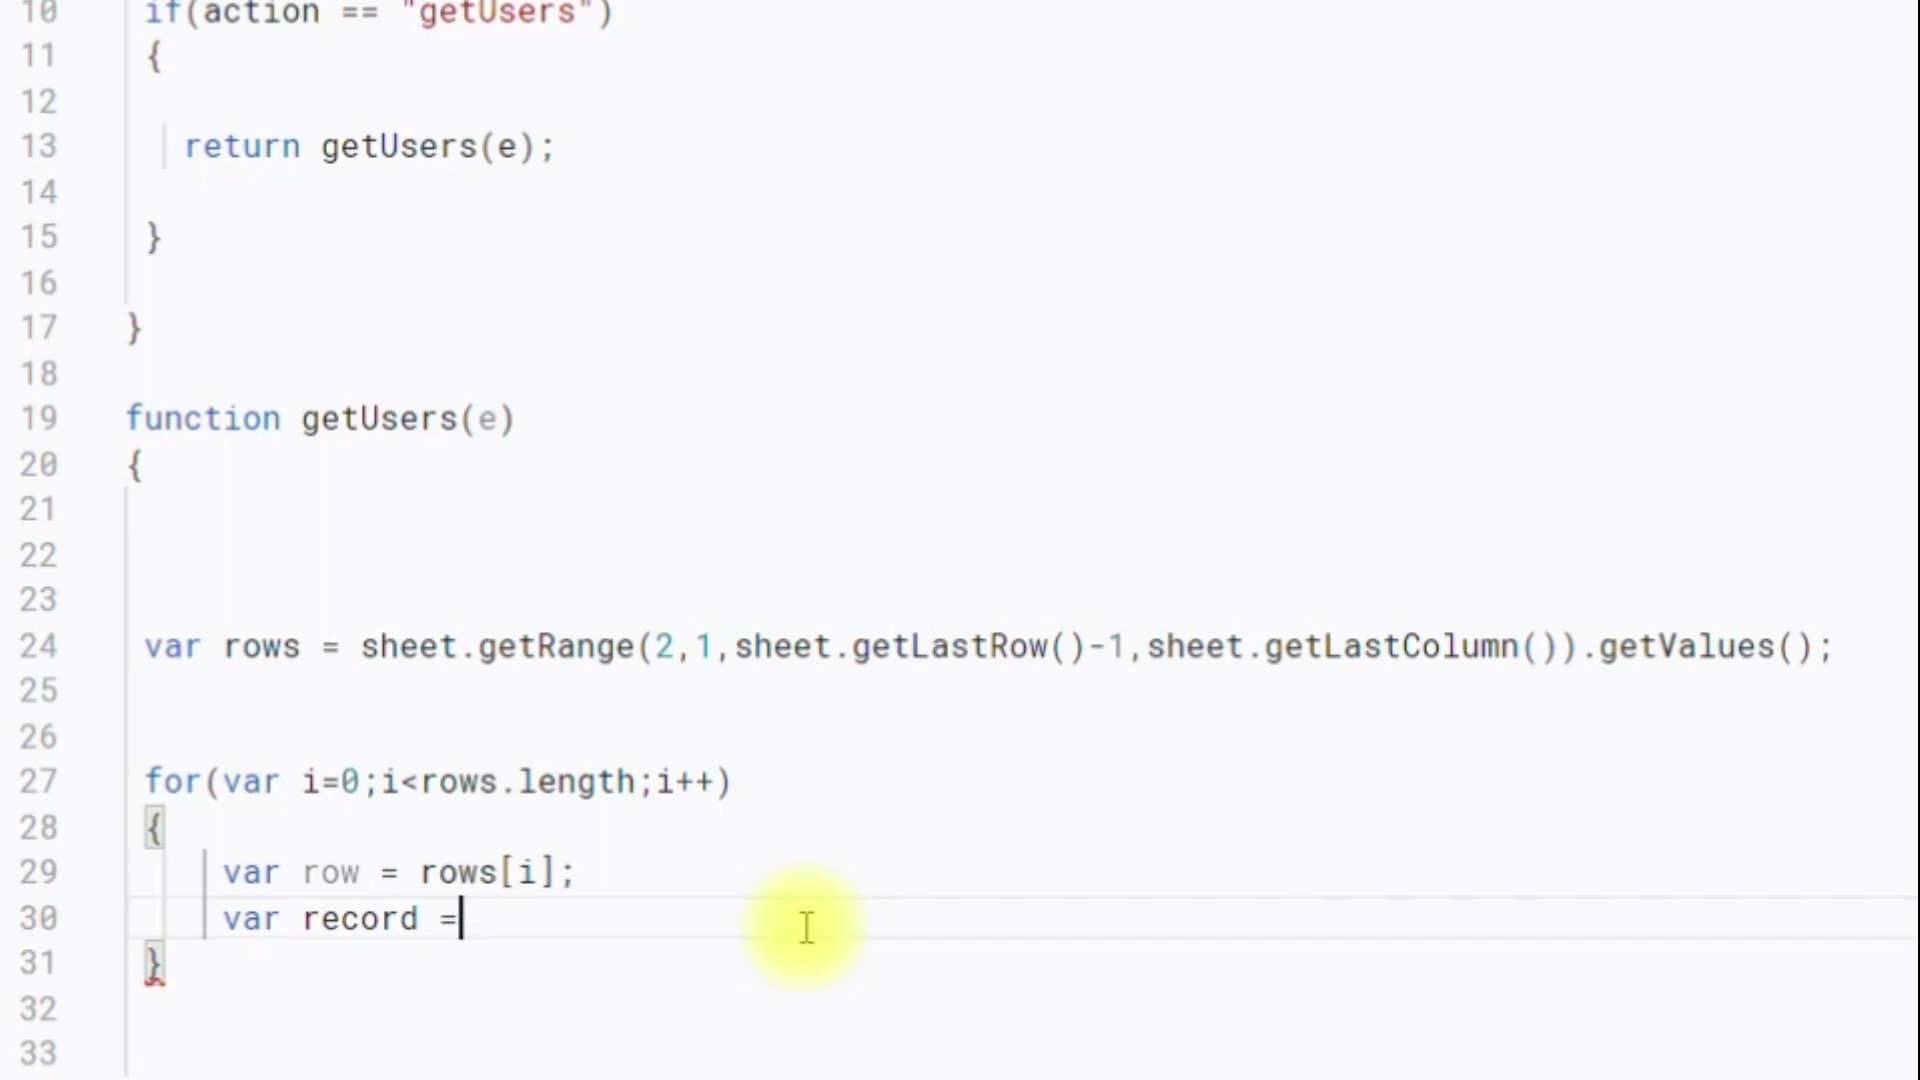 10 if(action == "getUsers")
11 {
12
13 return getUsers(e);
14
15 }
16
17 }
18
19 function getUsers(e)
20 {
21
22
23
24 var rows = sheet.getRange(2,1,sheet.getLastRow()-1,sheet.getLastColumn()).getValues();
25
26
27 for(var i=0;i<rows.length;i++)
28 {
29 var row = rows[i];
30 var record =
31 }
32
33